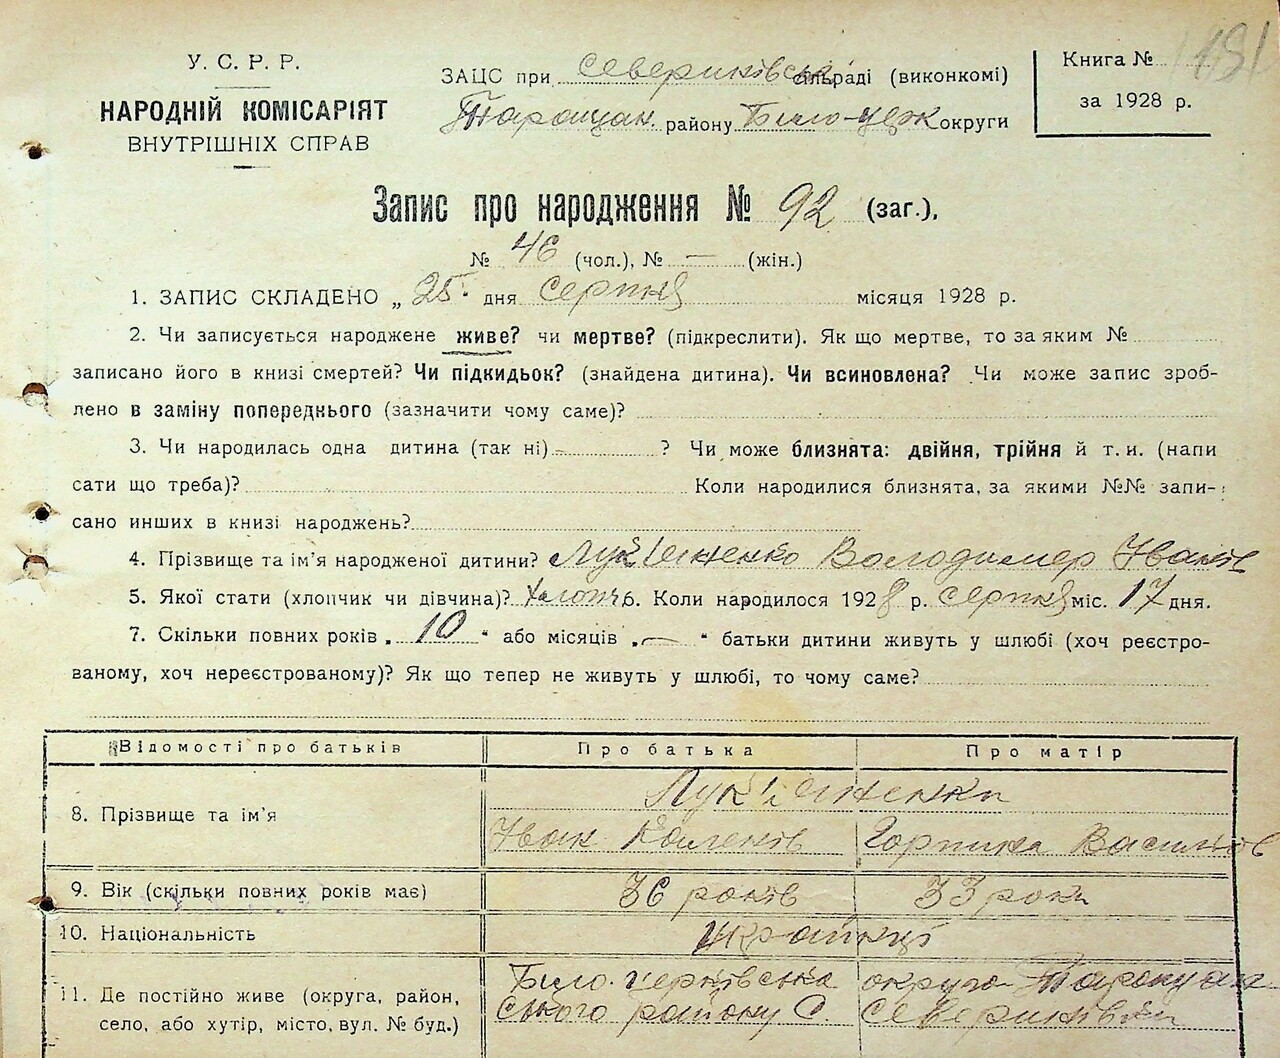 У. С. Р. Р.
НАРОДНІЙ КОМІСАРІЯТ
ВНУТРІШНІХ СПРАВ
ЗАЦС при Севериківськ сільраді (виконкомі)
Таращан. району Біло-церк округи
Книга №
за 1928 р.
181
Запис про народження № 92 (заг.),
№ 46 (чол.), № — (жін.)
1. ЗАПИС СКЛАДЕНО „ 25 " дня серпня місяця 1928 р.
2. Чи записується народжене живе? чи мертве? (підкреслити). Як що мертве, то за яким №
записано його в книзі смертей? Чи підкидьок? (знайдена дитина). Чи всиновлена? Чи може запис зроб-
лено в заміну попереднього (зазначити чому саме)?
3. Чи народилась одна дитина (так ні) ? Чи може близнята: двійня, трійня й т. и. (напи
сати що треба)? Коли народилися близнята, за якими №№ запи-
сано инших в книзі народжень?
4. Прізвище та ім'я народженої дитини? Лук'яненко Володимер Іванів
5. Якої стати (хлопчик чи дівчина)? Хлопч. 6. Коли народилося 1928 р. серпня міс. 17 дня.
7. Скільки повних років „ 10 " або місяців „ — " батьки дитини живуть у шлюбі (хоч реєстро-
ваному, хоч нереєстрованому)? Як що тепер не живуть у шлюбі, то чому саме?
Відомості про батьків Про батька Про матір
8. Прізвище та ім'я Лук'яненки
Іван Горпина Василів
9. Вік (скільки повних років має) 36 років 33 роки
10. Національність Українці
11. Де постійно живе (округа, район, село, або хутір, місто, вул. № буд.) Біло-церківська округа Таращан
ського району С. Севериківка